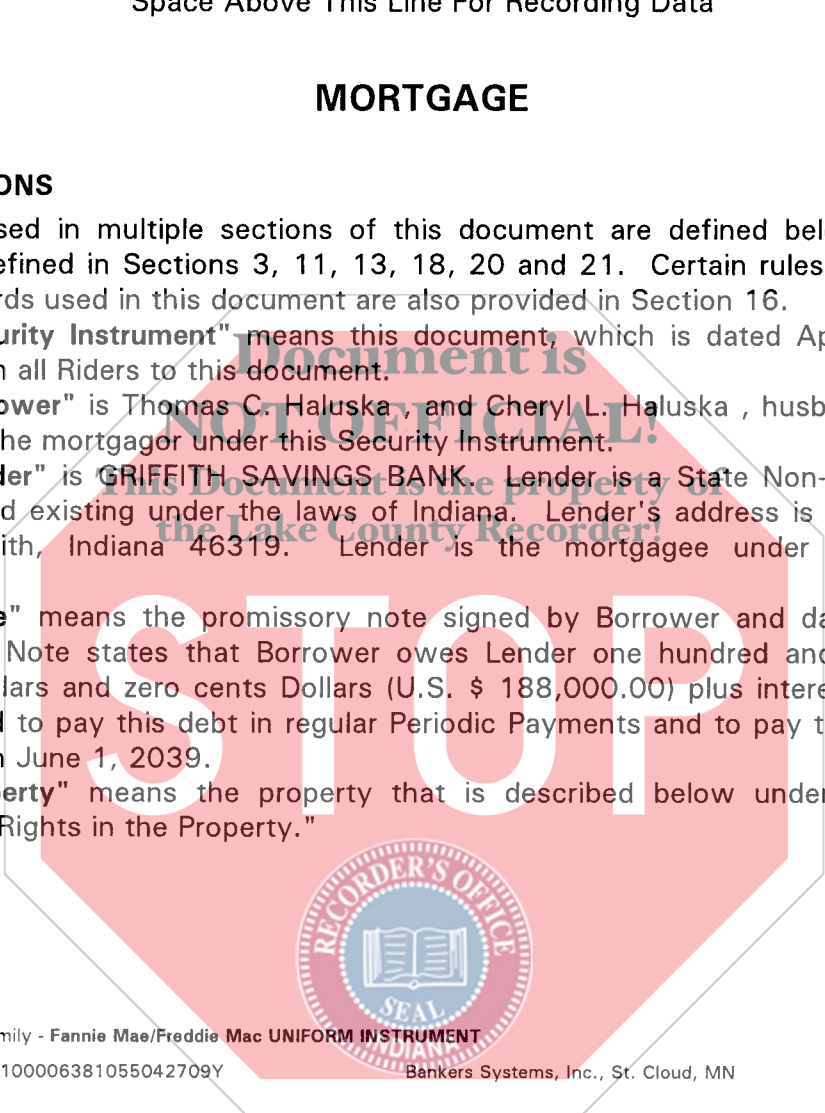 Space Above This Line For Recording Data
MORTGAGE
ONS
sed in multiple sections of this document are defined bel
efined in Sections 3, 11, 13, 18, 20 and 21. Certain rules
rds used in this document are also provided in Section 16.
urity Instrument" means this document, which is dated Ap
n all Riders to this document.
ower" is Thomas C. Haluska , and Cheryl L. Haluska , husb
he mortgagor under this Security Instrument.
der" is GRIFFITH SAVINGS BANK. Lender is a State Non-
d existing under the laws of Indiana. Lender's address is
ith, Indiana 46319. Lender is the mortgagee under
e" means the promissory note signed by Borrower and da
Note states that Borrower owes Lender one hundred and
lars and zero cents Dollars (U.S. $ 188,000.00) plus intere
d to pay this debt in regular Periodic Payments and to pay t
n June 1, 2039.
erty" means the property that is described below under
Rights in the Property."
Document is
NOT OFFICIAL!
This Document is the property of
the Lake County Recorder!
STOP
RECORDER'S OFFICE
SEAL
INDIANA
mily - Fannie Mae/Freddie Mac UNIFORM INSTRUMENT
100006381055042709Y
Bankers Systems, Inc., St. Cloud, MN